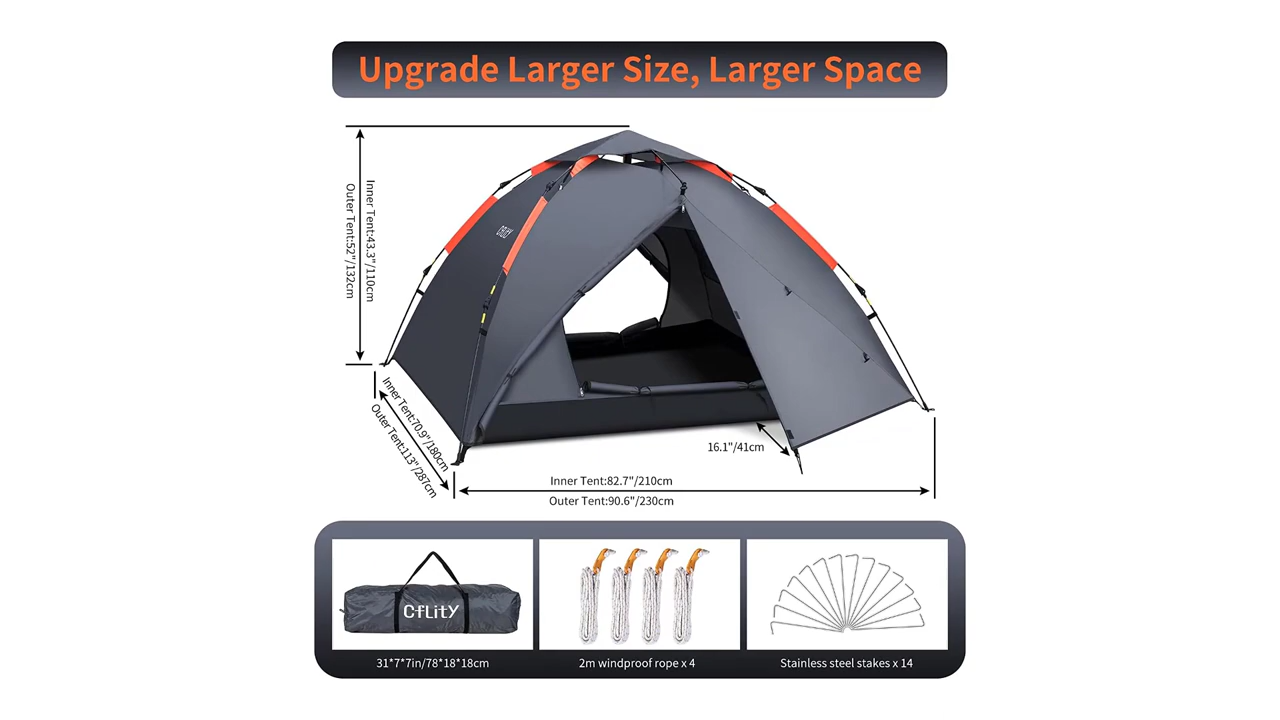 Upgrade Larger Size, Larger Space
Inner Tent:43.3"/110cm
Outer Tent:52"/132cm
CflitY
Inner Tent:70.9"/180cm
Outer Tent:113"/287cm
16.1"/41cm
Inner Tent:82.7"/210cm
Outer Tent:90.6"/230cm
CfLitY
31*7*7in/78*18*18cm
2m windproof rope x 4
Stainless steel stakes x 14